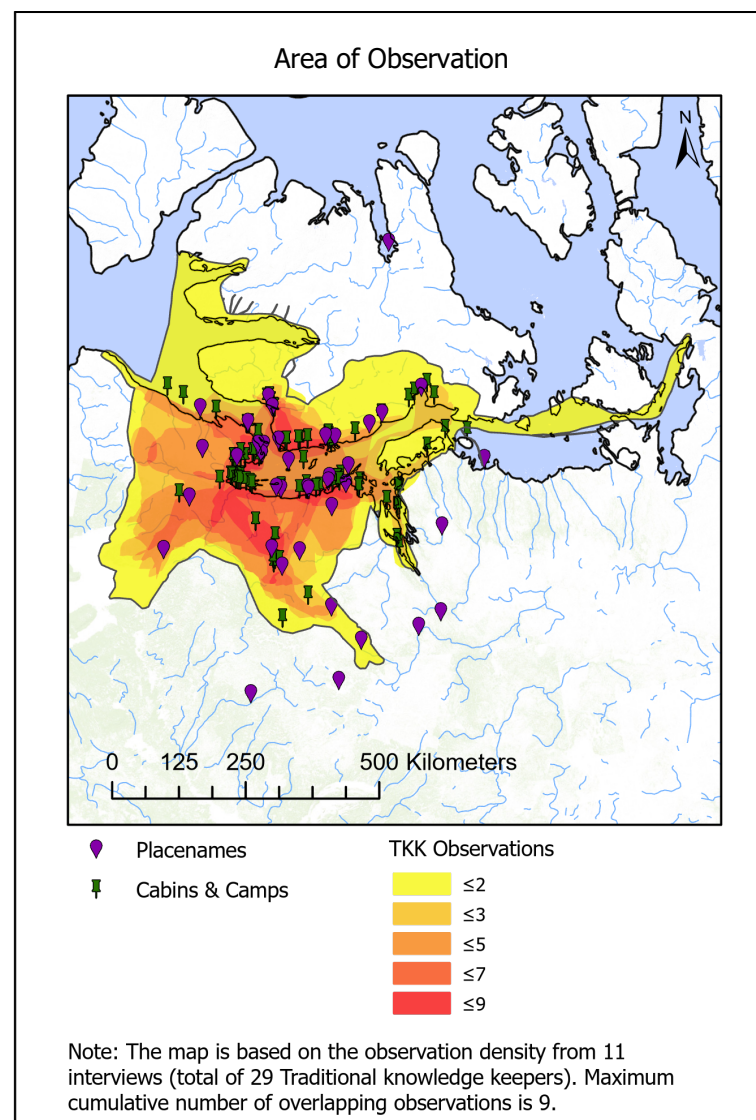 Area of Observation
N
0 125 250 500 Kilometers
Placenames
Cabins & Camps
TKK Observations
≤2
≤3
≤5
≤7
≤9
Note: The map is based on the observation density from 11
interviews (total of 29 Traditional knowledge keepers). Maximum
cumulative number of overlapping observations is 9.